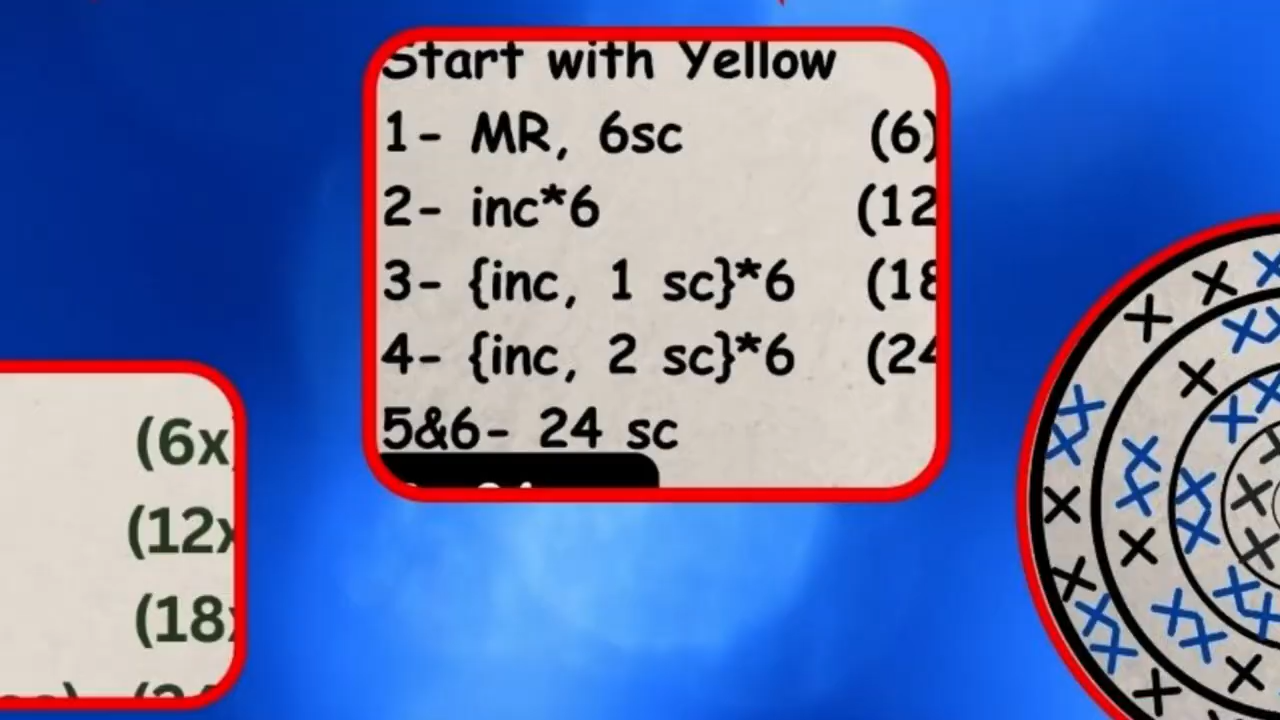 Start with Yellow
1- MR, 6sc (6)
2- inc*6 (12
3- {inc, 1 sc}*6 (18
4- {inc, 2 sc}*6 (24
5&6- 24 sc
(6x
(12x
(18x